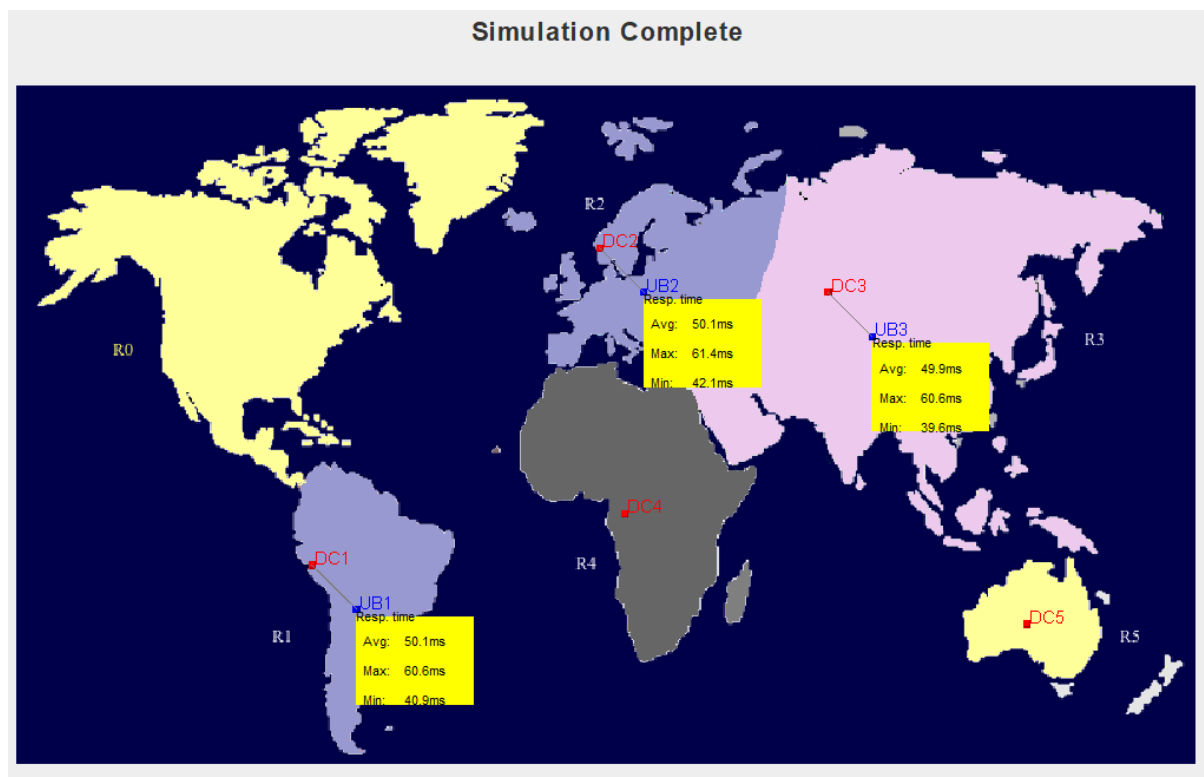 Simulation Complete
R2
DC2
UB2
Resp. time
Avg: 50.1ms
Max: 61.4ms
Min: 42.1ms
DC3
UB3
Resp. time
Avg: 49.9ms
Max: 60.6ms
Min: 39.6ms
R3
R0
DC4
R4
DC1
UB1
Resp. time
Avg: 50.1ms
Max: 60.6ms
Min: 40.9ms
R1
DC5
R5